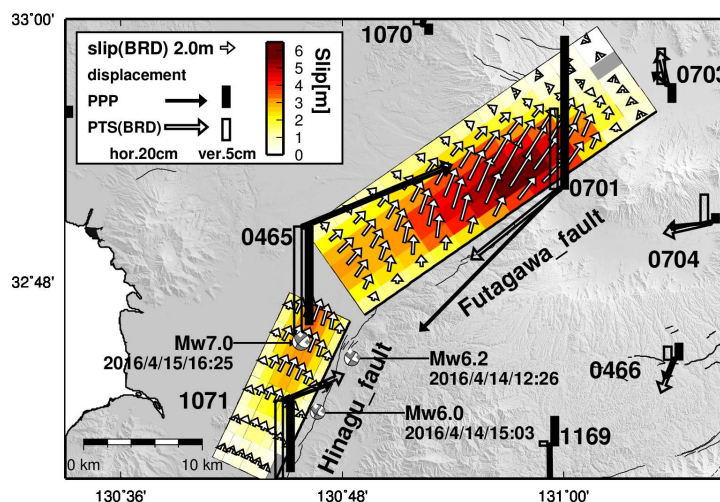 33°00'
32°48'
130°36'
130°48'
131°00'
slip(BRD) 2.0m
displacement
PPP
PTS(BRD)
hor.20cm ver.5cm
Slip[m]
6
5
4
3
2
1
0
1070
0703
0701
0465
0704
Futagawa_fault
Mw7.0
2016/4/15/16:25
Mw6.2
2016/4/14/12:26
0466
1071
Hinagu_fault
Mw6.0
2016/4/14/15:03
1169
0 km 10 km